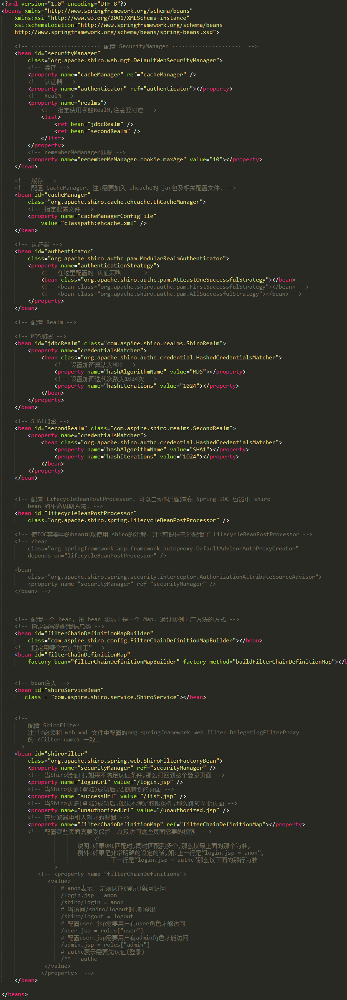 <?xml version="1.0" encoding="UTF-8"?>
<beans xmlns="http://www.springframework.org/schema/beans"
xmlns:xsi="http://www.w3.org/2001/XMLSchema-instance"
xsi:schemaLocation="http://www.springframework.org/schema/beans
http://www.springframework.org/schema/beans/spring-beans.xsd">
<!-- ····················· 配置 SecurityManager ····················· -->
<bean id="securityManager"
class="org.apache.shiro.web.mgt.DefaultWebSecurityManager">
<!-- 缓存 -->
<property name="cacheManager" ref="cacheManager" />
<!-- 认证器 -->
<property name="authenticator" ref="authenticator"></property>
<!-- RealM -->
<property name="realms">
<!-- 指定使用哪些RealM,注意要对应 -->
<list>
<ref bean="jdbcRealm" />
<ref bean="secondRealm" />
</list>
</property>
<!-- rememberMeManager匹配 -->
<property name="rememberMeManager.cookie.maxAge" value="10"></property>
</bean>
<!-- 缓存 -->
<!-- 配置 CacheManager. 注:需要加入 ehcache的 jar包及相关配置文件. -->
<bean id="cacheManager"
class="org.apache.shiro.cache.ehcache.EhCacheManager">
<!-- 指定配置文件 -->
<property name="cacheManagerConfigFile"
value="classpath:ehcache.xml" />
</bean>
<!-- 认证器 -->
<bean id="authenticator"
class="org.apache.shiro.authc.pam.ModularRealmAuthenticator">
<property name="authenticationStrategy">
<!-- 在这里配置的 认证策略 -->
<bean class="org.apache.shiro.authc.pam.AtLeastOneSuccessfulStrategy"></bean>
<!-- <bean class="org.apache.shiro.authc.pam.FirstSuccessfulStrategy"></bean> -->
<!-- <bean class="org.apache.shiro.authc.pam.AllSuccessfulStrategy"></bean> -->
</property>
</bean>
<!-- 配置 Realm -->
<!-- MD5加密 -->
<bean id="jdbcRealm" class="com.aspire.shiro.realms.ShiroRealm">
<property name="credentialsMatcher">
<bean class="org.apache.shiro.authc.credential.HashedCredentialsMatcher">
<!-- 设置加密算法为MD5 -->
<property name="hashAlgorithmName" value="MD5"></property>
<!-- 设置加密迭代次数为1024次 -->
<property name="hashIterations" value="1024"></property>
</bean>
</property>
</bean>
<!-- SHA1加密 -->
<bean id="secondRealm" class="com.aspire.shiro.realms.SecondRealm">
<property name="credentialsMatcher">
<bean class="org.apache.shiro.authc.credential.HashedCredentialsMatcher">
<property name="hashAlgorithmName" value="SHA1"></property>
<property name="hashIterations" value="1024"></property>
</bean>
</property>
</bean>
<!-- 配置 LifecycleBeanPostProcessor. 可以自动调用配置在 Spring IOC 容器中 shiro
bean 的生命周期方法. -->
<bean id="lifecycleBeanPostProcessor"
class="org.apache.shiro.spring.LifecycleBeanPostProcessor" />
<!-- 使IOC容器中的bean可以使用 shiro的注解. 注:前提是已经配置了 LifecycleBeanPostProcessor -->
<!-- <bean
class="org.springframework.aop.framework.autoproxy.DefaultAdvisorAutoProxyCreator"
depends-on="lifecycleBeanPostProcessor" />
<bean
class="org.apache.shiro.spring.security.interceptor.AuthorizationAttributeSourceAdvisor">
<property name="securityManager" ref="securityManager" />
</bean> -->
<!-- 配置一个 bean, 该 bean 实际上是一个 Map. 通过实例工厂方法的方式 -->
<!-- 指定编写的配置信息类 -->
<bean id="filterChainDefinitionMapBuilder"
class="com.aspire.shiro.config.FilterChainDefinitionMapBuilder"></bean>
<!-- 指定用哪个方法“加工” -->
<bean id="filterChainDefinitionMap"
factory-bean="filterChainDefinitionMapBuilder" factory-method="buildFilterChainDefinitionMap"></b
<!-- bean注入 -->
<bean id="shiroServiceBean"
class = "com.aspire.shiro.service.ShiroService"></bean>
<!--
配置 ShiroFilter.
注:id必须和 web.xml 文件中配置的org.springframework.web.filter.DelegatingFilterProxy
的 <filter-name> 一致。
-->
<bean id="shiroFilter"
class="org.apache.shiro.spring.web.ShiroFilterFactoryBean">
<property name="securityManager" ref="securityManager" />
<!-- 当Shiro验证时,如果不满足认证条件,那么打回到这个登录页面 -->
<property name="loginUrl" value="/login.jsp" />
<!-- 当Shiro认证(登陆)成功后,要跳转到的页面 -->
<property name="successUrl" value="/list.jsp" />
<!-- 当Shiro认证(登陆)成功后,如果不满足权限条件,那么跳转至此页面 -->
<property name="unauthorizedUrl" value="/unauthorized.jsp" />
<!-- 在过滤器中引入刚才的配置 -->
<property name="filterChainDefinitionMap" ref="filterChainDefinitionMap"></property>
<!-- 配置哪些页面需要受保护. 以及访问这些页面需要的权限. -->
<!--
说明:如果URL匹配时,同时匹配到多个,那么以最上面的那个为准;
例外:如果是非常明确的设定的话,如:上一行是“login.jsp = anon”,
下一行是“login.jsp = authc”那么以下面的那行为准
-->
<!-- <property name="filterChainDefinitions">
<value>
# anon表示 无须认证(登录)就可访问
/login.jsp = anon
/shiro/login = anon
# 当访问/shiro/logout时,则登出
/shiro/logout = logout
# 配置user.jsp需要用户有user角色才能访问
/user.jsp = roles["user"]
# 配置user.jsp需要用户有admin角色才能访问
/admin.jsp = roles["admin"]
# authc表示需要先认证(登录)
/** = authc
</value>
</property> -->
</bean>
</beans>